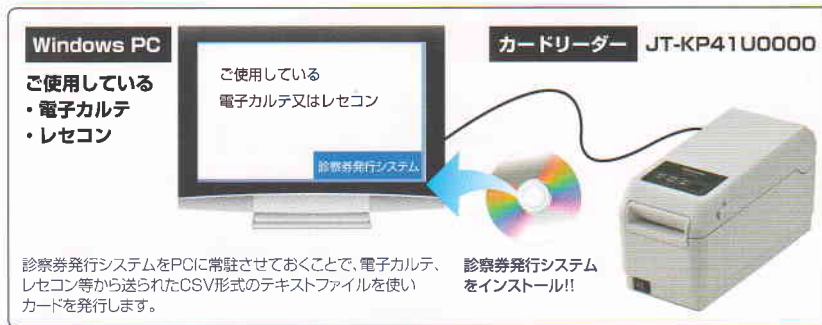 Windows PC
ご使用している
・電子カルテ
・レセコン
ご使用している
電子カルテ又はレセコン
診察券発行システム
カードリーダー JT-KP41U0000
診察券発行システムをPCに常駐させておくことで、電子カルテ、
レセコン等から送られたCSV形式のテキストファイルを使い
カードを発行します。
診察券発行システム
をインストール!!